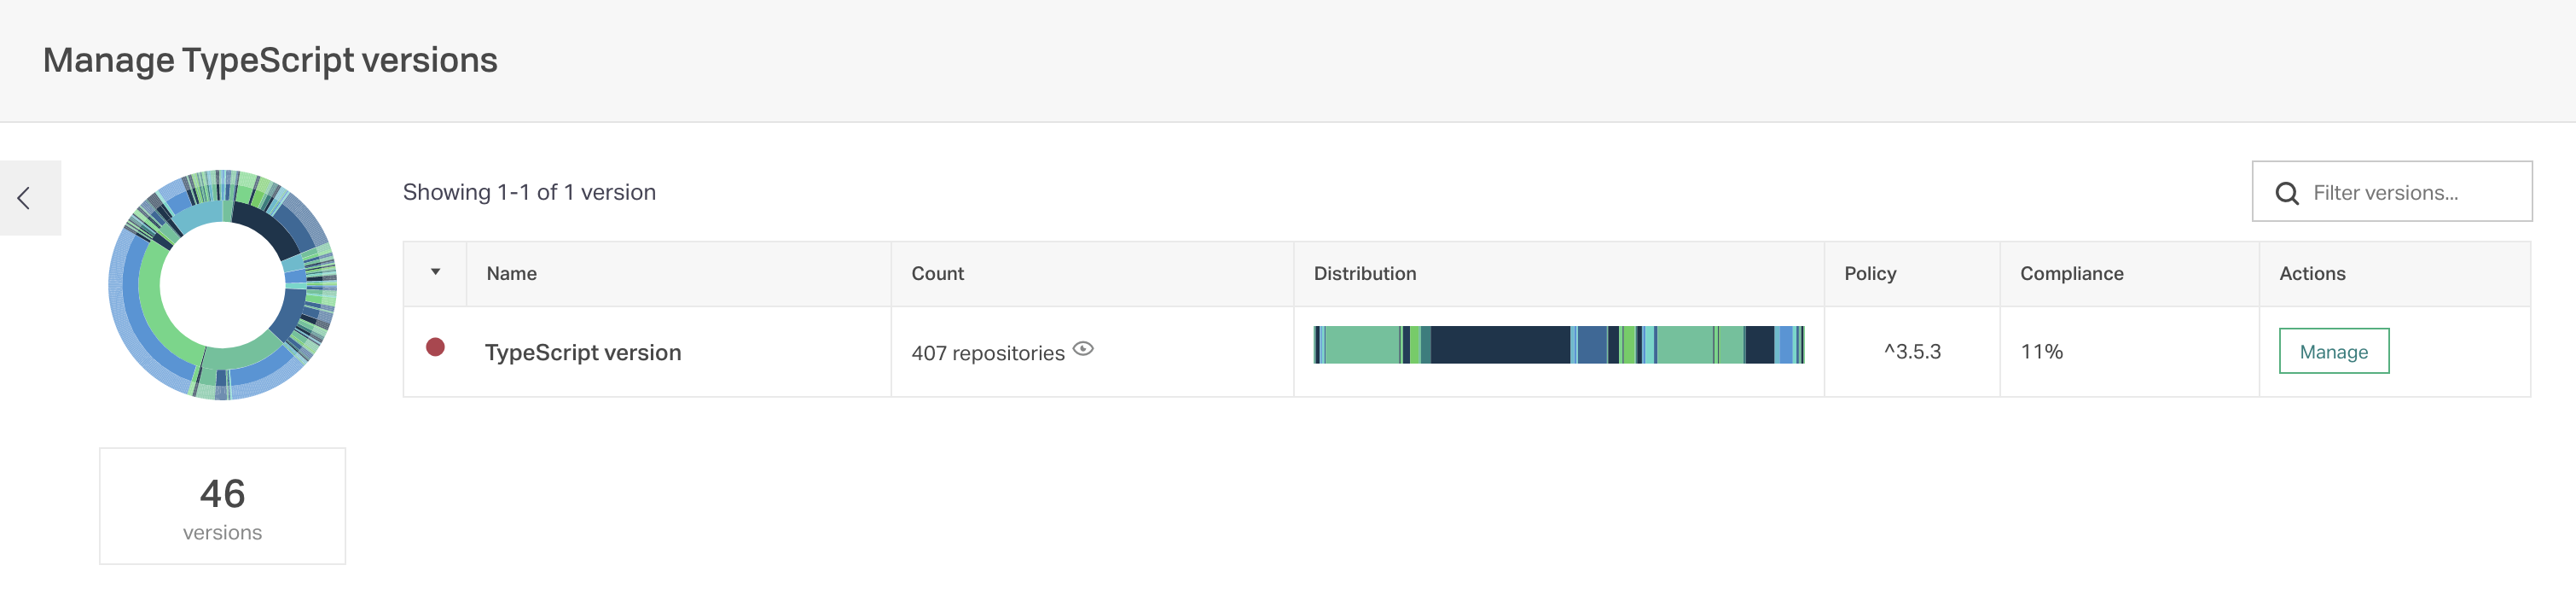 Manage TypeScript versions
Showing 1-1 of 1 version
Filter versions...
Name Count Distribution Policy Compliance Actions
TypeScript version 407 repositories ^3.5.3 11% Manage
46
versions